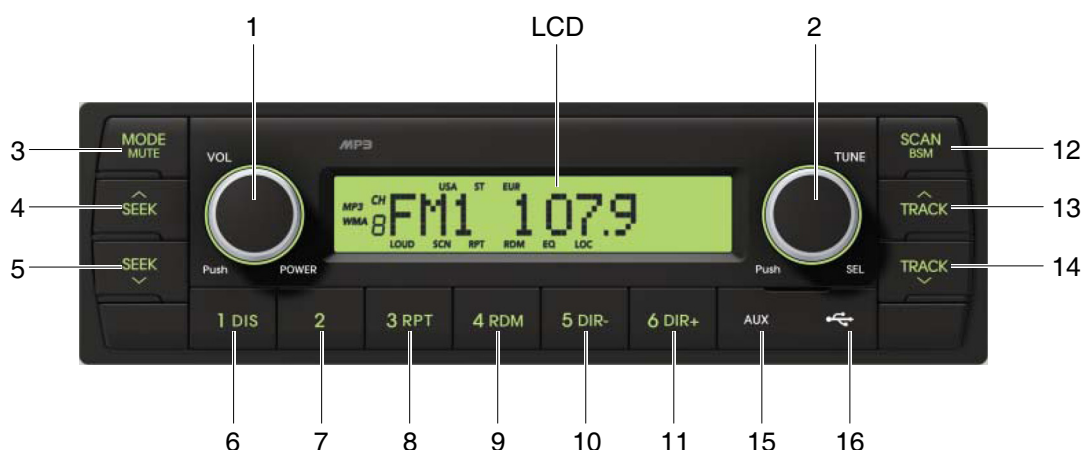 1 LCD 2
3 MODE MUTE VOL MP3 TUNE SCAN BSM 12
4 SEEK TRACK 13
5 SEEK TRACK 14
USA ST EUR
MP3 CH FM1 107.9
WMA 8
LOUD SCN RPT RDM EQ LOC
Push POWER Push SEL
1 DIS 2 3 RPT 4 RDM 5 DIR- 6 DIR+ AUX
6 7 8 9 10 11 15 16